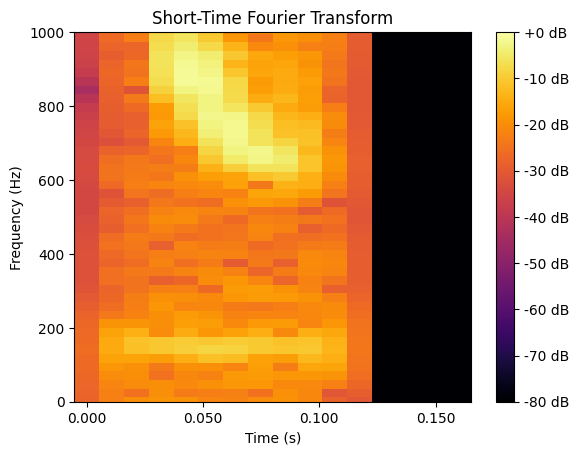 Short-Time Fourier Transform
Frequency (Hz)
1000
800
600
400
200
0
0.000
0.050
0.100
0.150
Time (s)
+0 dB
-10 dB
-20 dB
-30 dB
-40 dB
-50 dB
-60 dB
-70 dB
-80 dB